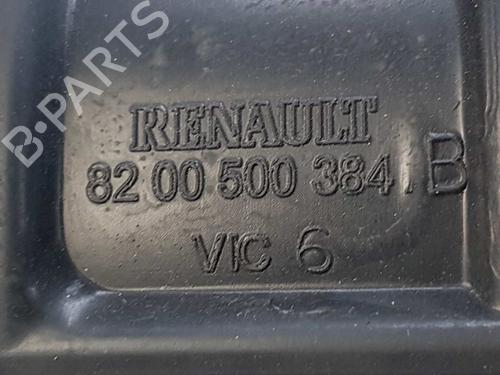 B-PARTS
RENAULT
82 00 500 384 / B
VIC 6